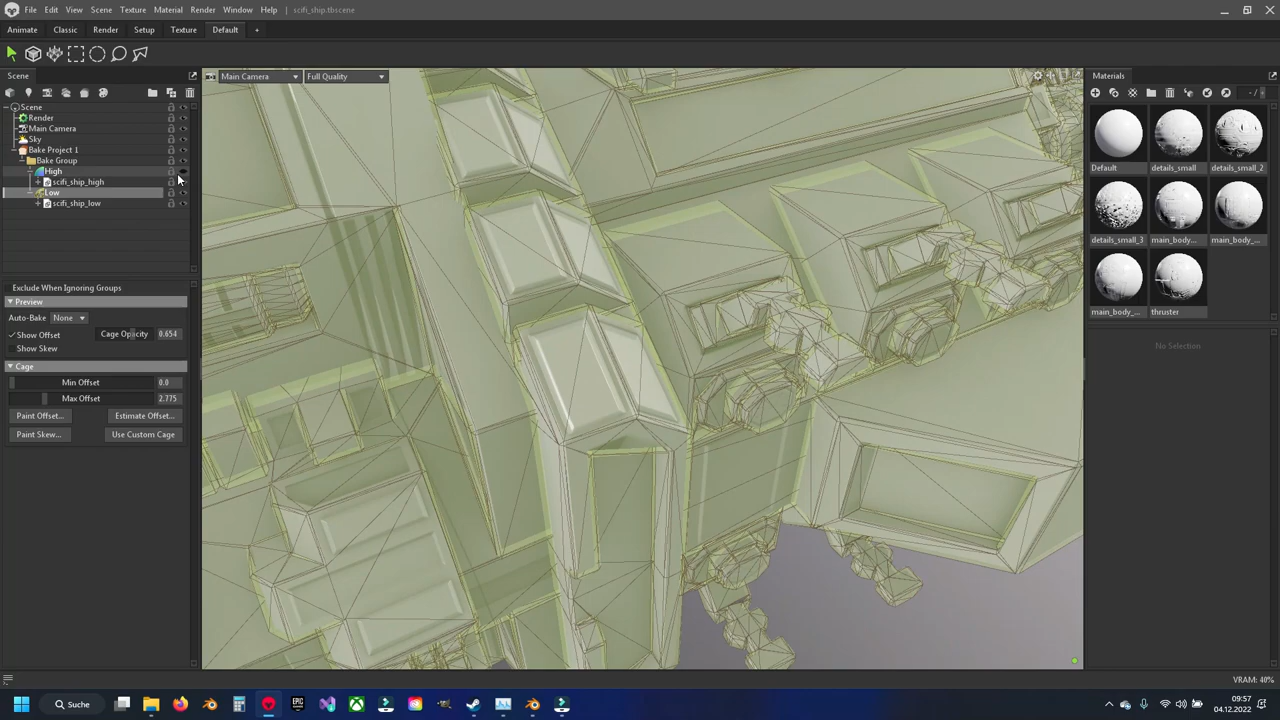 File Edit View Scene Texture Material Render Window Help scifi_ship.tbscene
Animate Classic Render Setup Texture Default +
Scene
Main Camera Full Quality
Materials
Scene
Render
Main Camera
Sky
Bake Project 1
Bake Group
High
scifi_ship_high
Low
scifi_ship_low
- /
Default details_small details_small_2
details_small_3 main_body_... main_body_...
main_body_... thruster
No Selection
Exclude When Ignoring Groups
Preview
Auto-Bake None
Show Offset Cage Opacity 0.654
Show Skew
Cage
Min Offset 0.0
Max Offset 2.775
Paint Offset... Estimate Offset...
Paint Skew... Use Custom Cage
VRAM: 40%
Suche
EPIC
09:57
04.12.2022